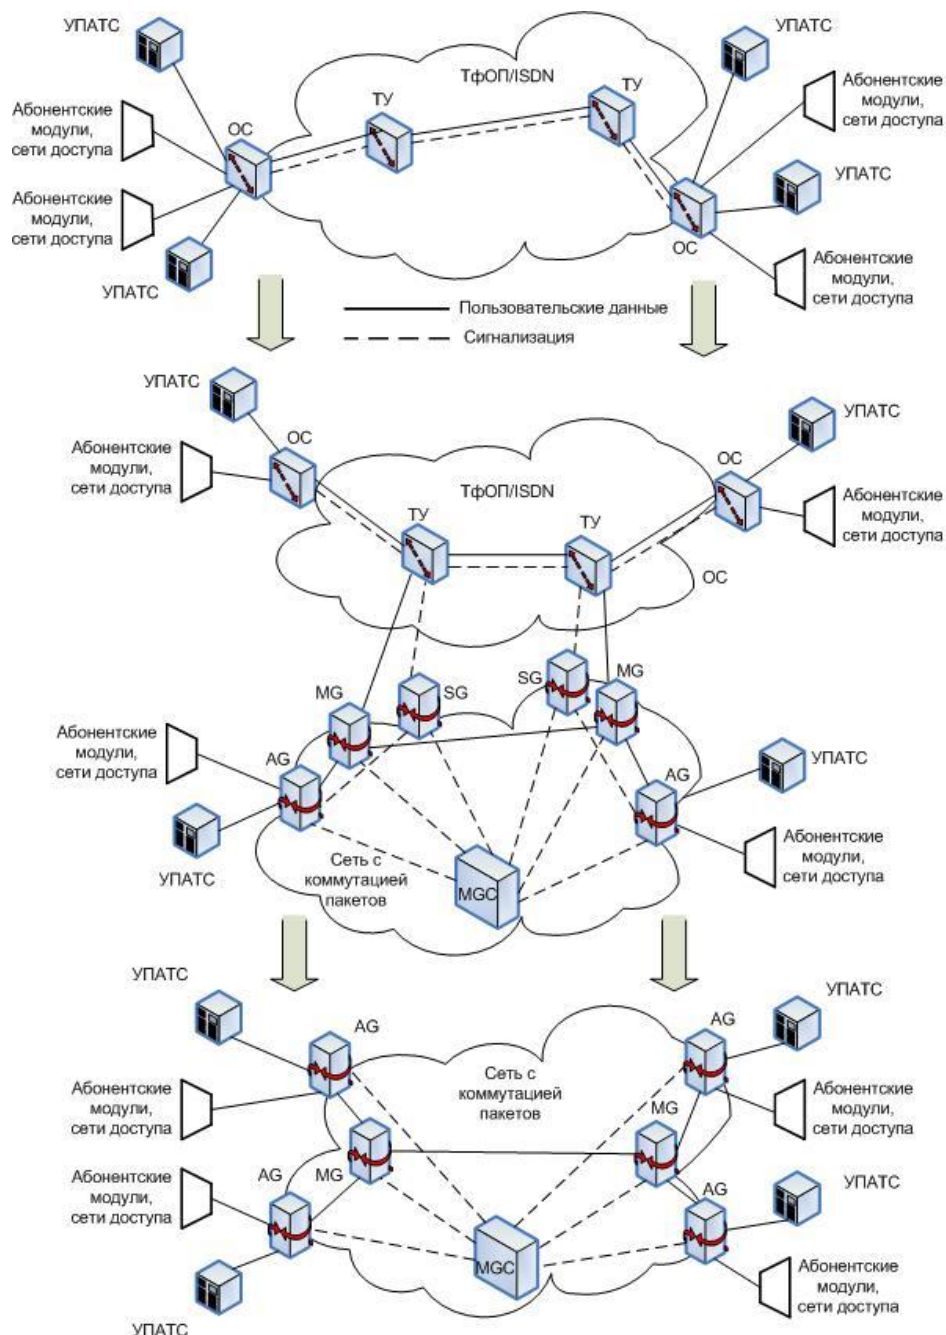 УПАТС
УПАТС
ТфОП/ISDN
ТУ
ТУ
Абонентские
модули,
сети доступа
ОС
Абонентские
модули,
сети доступа
Абонентские
модули,
сети доступа
УПАТС
ОС
УПАТС
Абонентские
модули,
сети доступа
Пользовательские данные
Сигнализация
УПАТС
УПАТС
Абонентские
модули,
сети доступа
ОС
ОС
ТфОП/ISDN
Абонентские
модули,
сети доступа
ТУ
ТУ
ОС
MG
SG
SG
MG
Абонентские
модули,
сети доступа
AG
AG
УПАТС
УПАТС
Абонентские
модули,
сети доступа
Сеть с
коммутацией
пакетов
MGC
УПАТС
УПАТС
AG
AG
Сеть с
коммутацией
пакетов
Абонентские
модули,
сети доступа
Абонентские
модули,
сети доступа
MG
MG
Абонентские
модули,
сети доступа
AG
AG
УПАТС
MGC
УПАТС
Абонентские
модули,
сети доступа